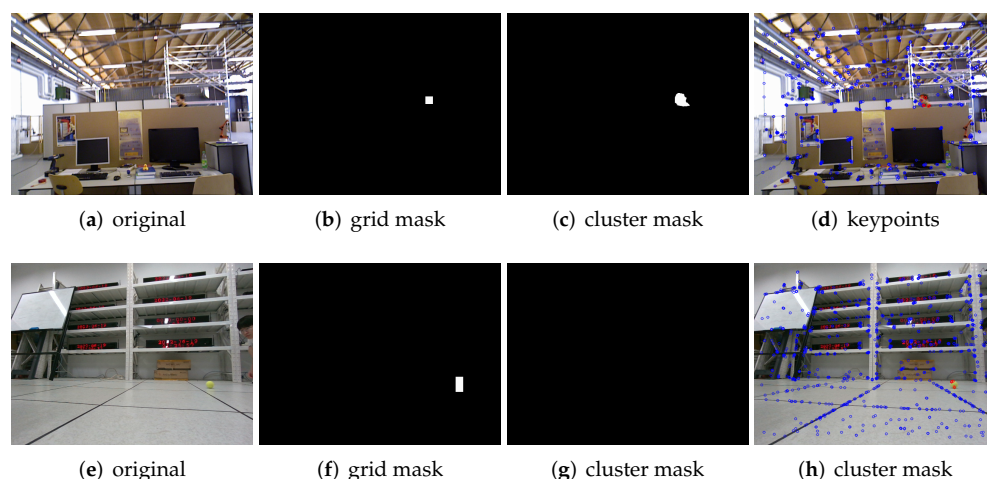 (a) original (b) grid mask (c) cluster mask (d) keypoints
(e) original (f) grid mask (g) cluster mask (h) cluster mask